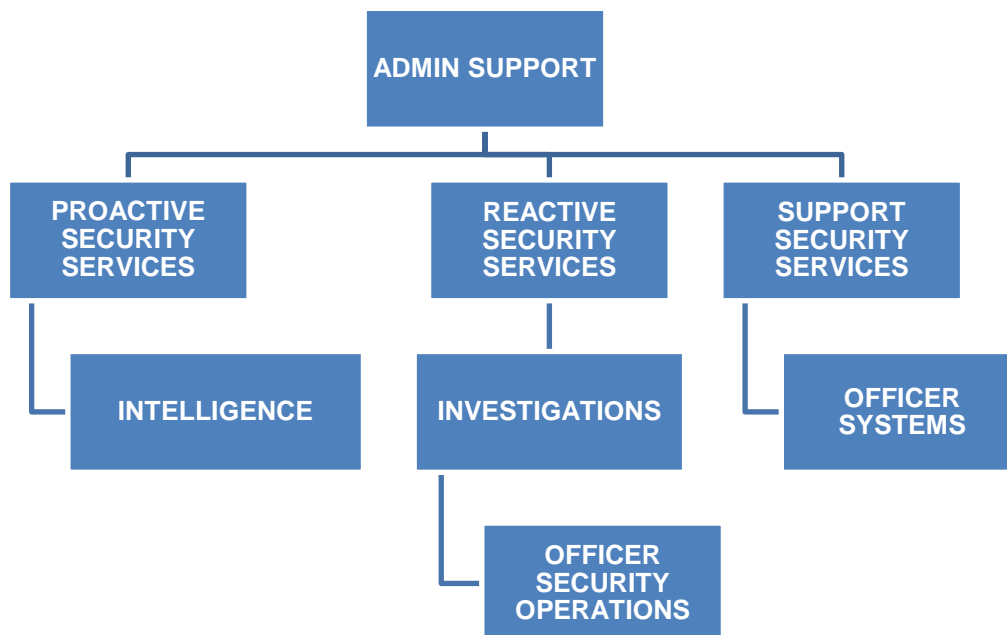 ADMIN SUPPORT
PROACTIVE
SECURITY
SERVICES
REACTIVE
SECURITY
SERVICES
SUPPORT
SECURITY
SERVICES
INTELLIGENCE
INVESTIGATIONS
OFFICER
SYSTEMS
OFFICER
SECURITY
OPERATIONS